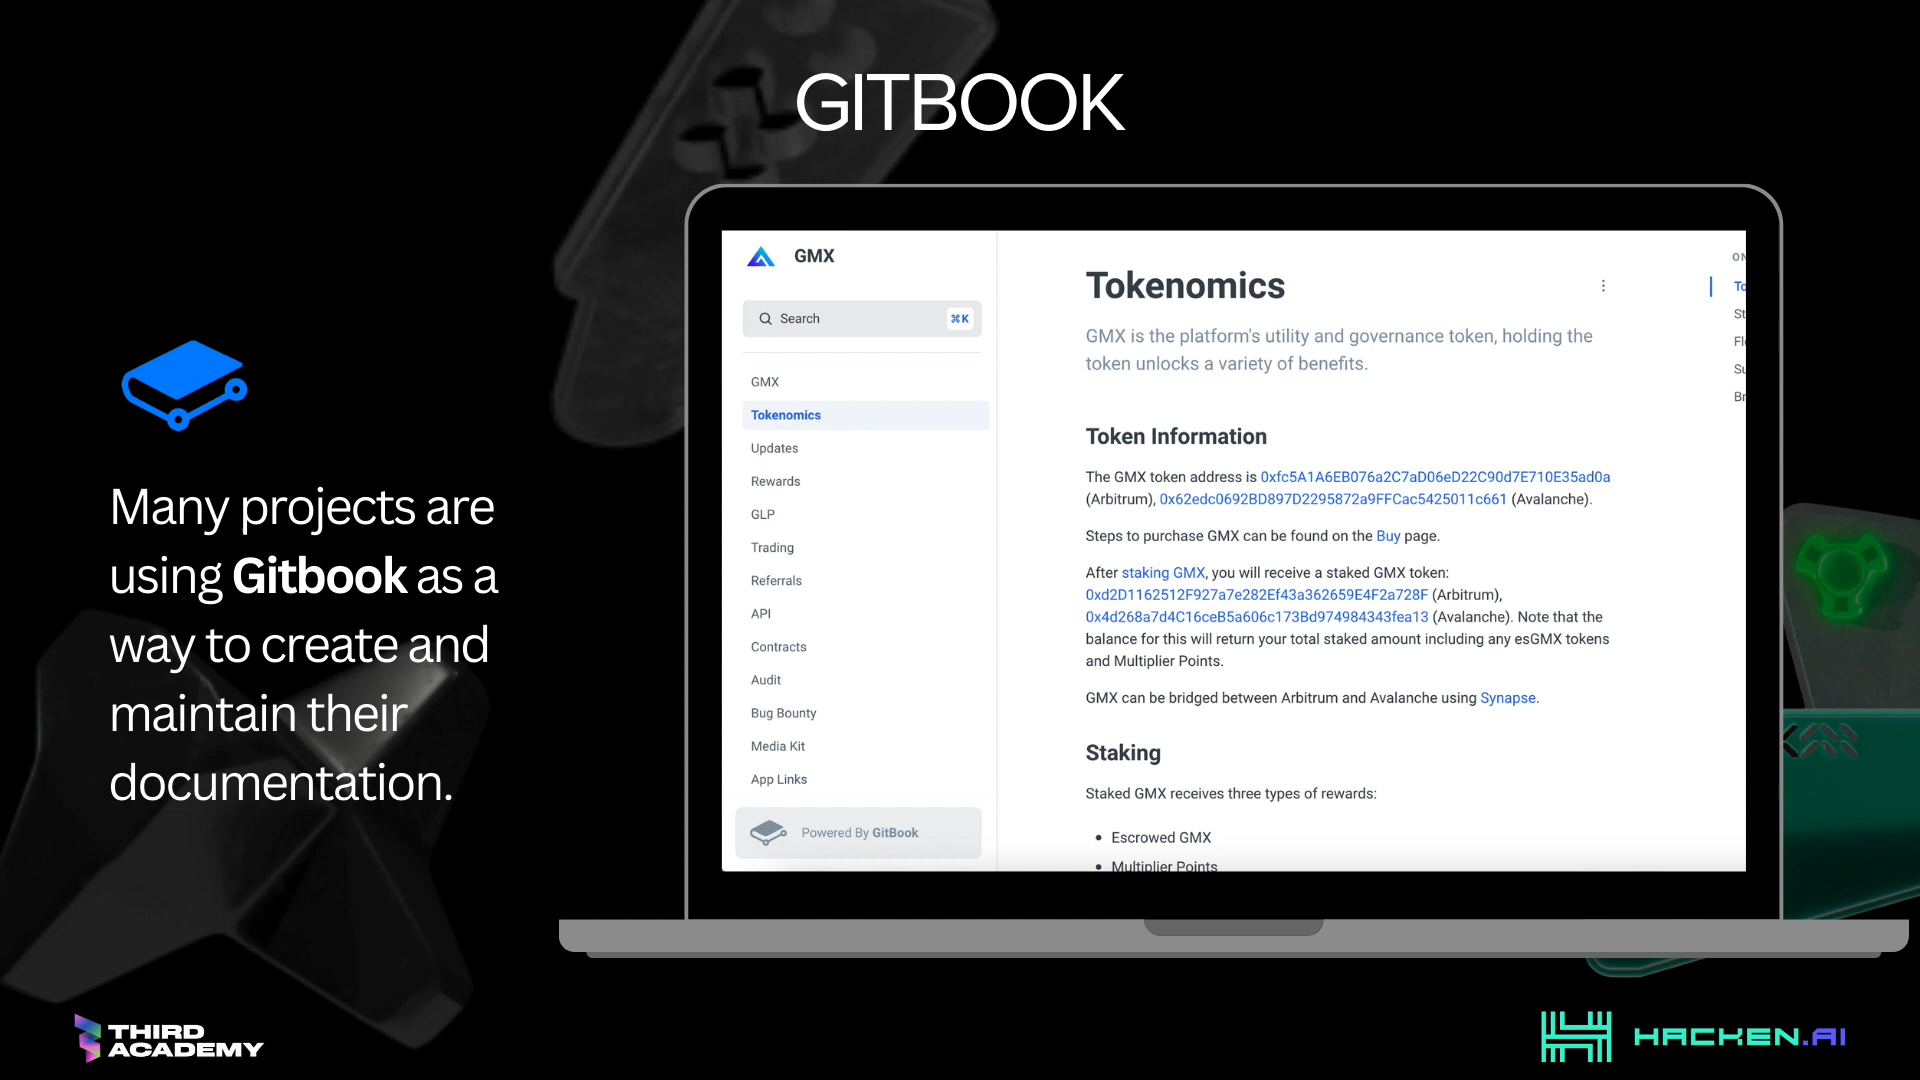 GITBOOK
Many projects are
using Gitbook as a
way to create and
maintain their
documentation.
GMX
Search
⌘K
GMX
Tokenomics
Updates
Rewards
GLP
Trading
Referrals
API
Contracts
Audit
Bug Bounty
Media Kit
App Links
Powered By GitBook
Tokenomics
GMX is the platform's utility and governance token, holding the
token unlocks a variety of benefits.
Token Information
The GMX token address is 0xfc5A1A6EB076a2C7aD06eD22C90d7E710E35ad0a
(Arbitrum), 0x62edc0692BD897D2295872a9FFCac5425011c661 (Avalanche).
Steps to purchase GMX can be found on the Buy page.
After staking GMX, you will receive a staked GMX token:
0xd2D1162512F927a7e282Ef43a362659E4F2a728F (Arbitrum),
0x4d268a7d4C16ceB5a606c173Bd974984343fea13 (Avalanche). Note that the
balance for this will return your total staked amount including any esGMX tokens
and Multiplier Points.
GMX can be bridged between Arbitrum and Avalanche using Synapse.
Staking
Staked GMX receives three types of rewards:
• Escrowed GMX
• Multiplier Points
ON
To
St
Fl
Su
Br
THIRD
ACADEMY
HACKEN.AI